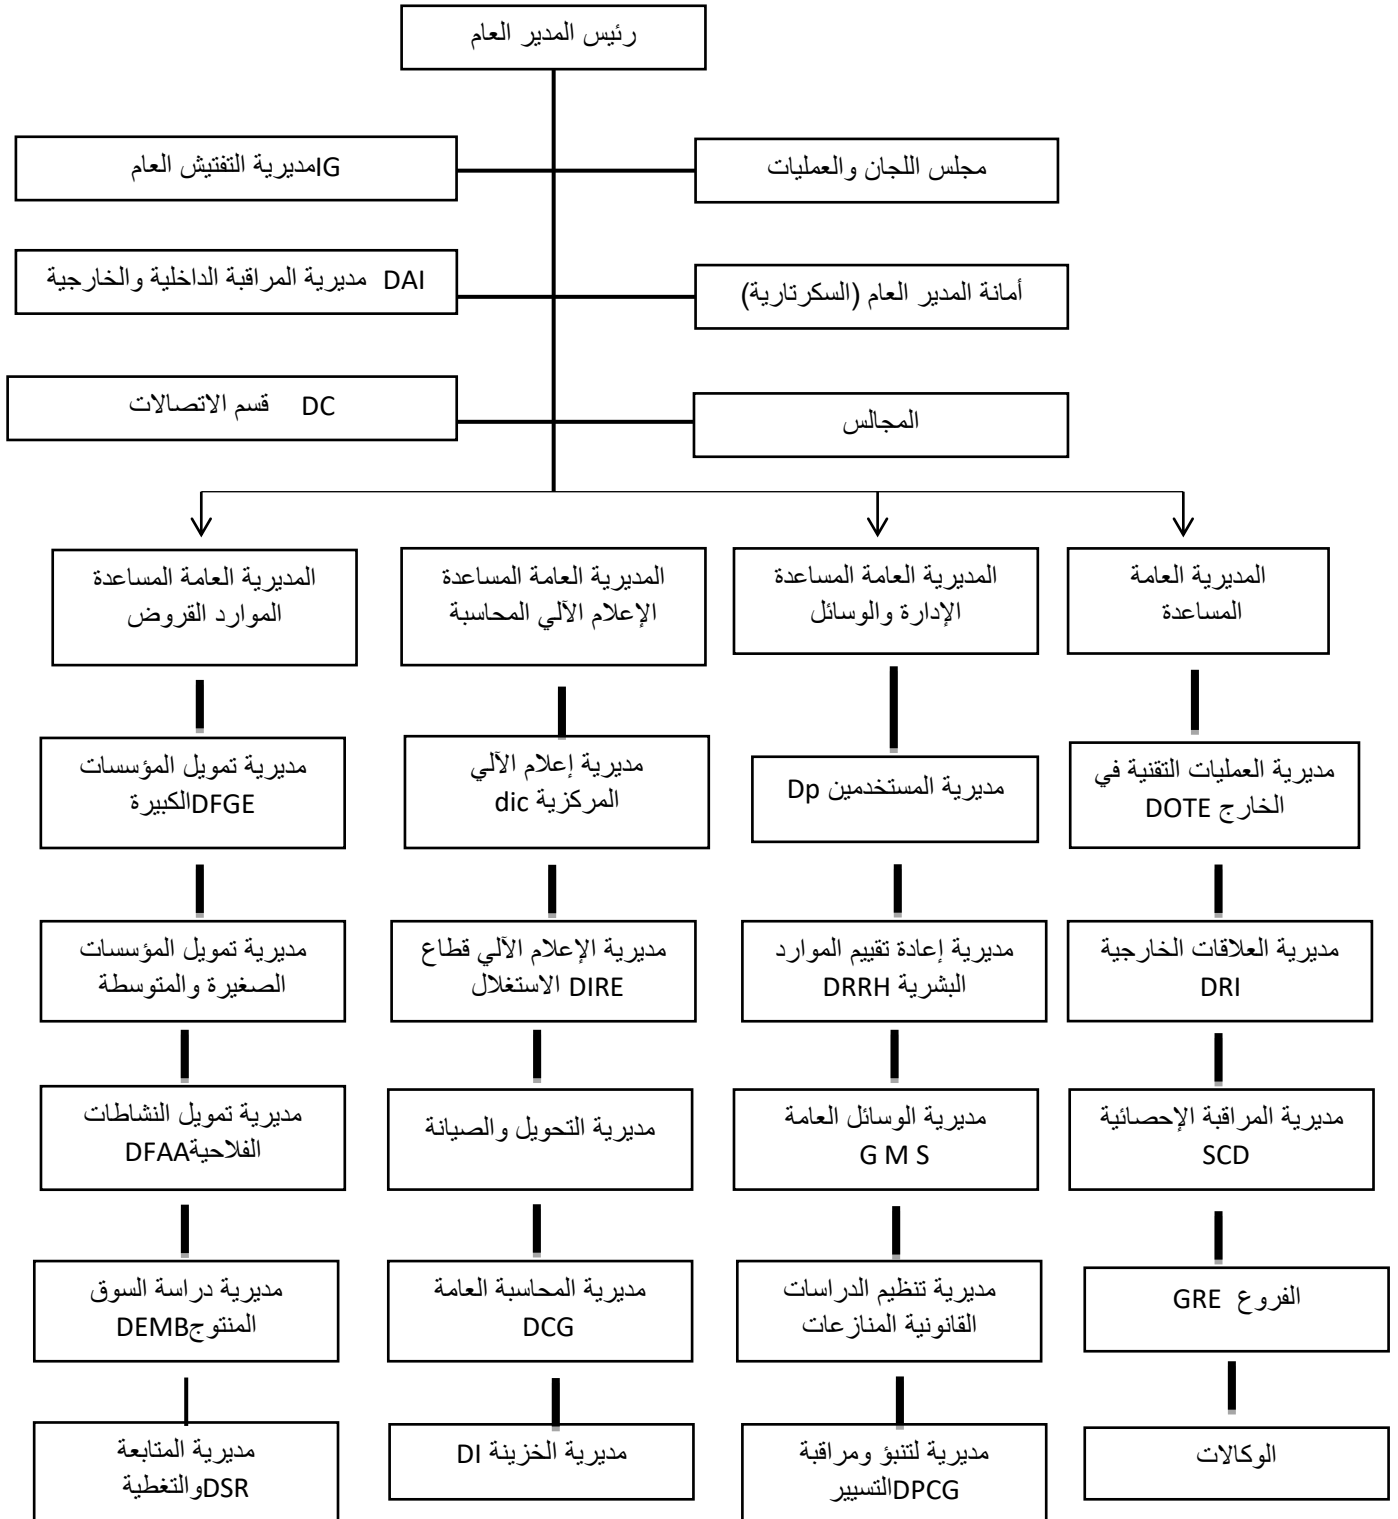 رئيس المدير العام
مجلس اللجان والعمليات
IGمديرية التفتيش العام
أمانة المدير العام (السكرتارية)
DAI مديرية المراقبة الداخلية والخارجية
المجالس
DC قسم الاتصالات
المديرية العامة
المساعدة
المديرية العامة المساعدة
الإدارة والوسائل
المديرية العامة المساعدة
الإعلام الآلي المحاسبة
المديرية العامة المساعدة
الموارد القروض
مديرية العمليات التقنية في
الخارج DOTE
مديرية المستخدمين Dp
مديرية إعلام الآلي
المركزية dic
مديرية تمويل المؤسسات
الكبيرةDFGE
مديرية العلاقات الخارجية
DRI
مديرية إعادة تقييم الموارد
البشرية DRRH
مديرية الإعلام الآلي قطاع
الاستغلال DIRE
مديرية تمويل المؤسسات
الصغيرة والمتوسطة
مديرية المراقبة الإحصائية
SCD
مديرية الوسائل العامة
G M S
مديرية التحويل والصيانة
مديرية تمويل النشاطات
الفلاحيةDFAA
الفروع GRE
مديرية تنظيم الدراسات
القانونية المنازعات
مديرية المحاسبة العامة
DCG
مديرية دراسة السوق
المنتوجDEMB
الوكالات
مديرية لتنبؤ ومراقبة
التسييرDPCG
مديرية الخزينة DI
مديرية المتابعة
والتغطيةDSR